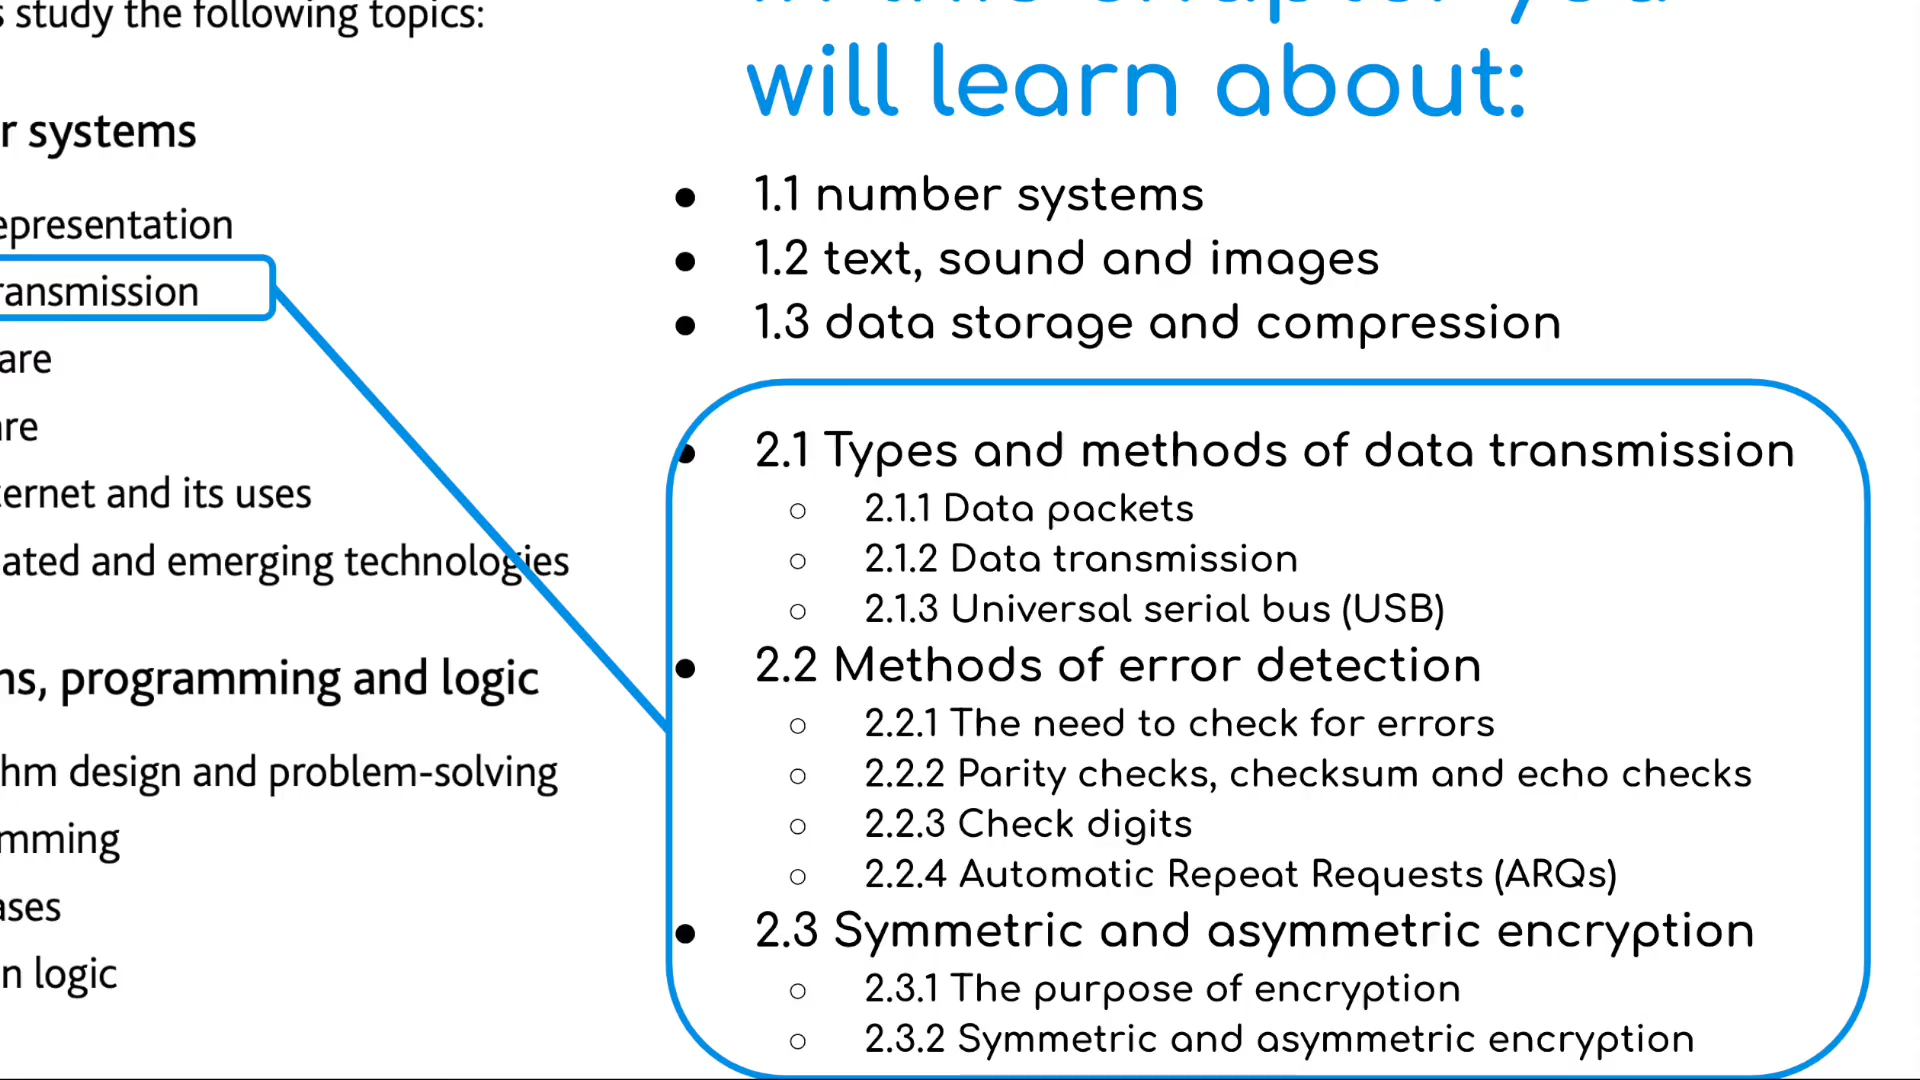 study the following topics:
r systems
epresentation
ransmission
are
are
ternet and its uses
ated and emerging technologies
ns, programming and logic
hm design and problem-solving
mming
ases
n logic
In this chapter you
will learn about:
● 1.1 number systems
● 1.2 text, sound and images
● 1.3 data storage and compression
● 2.1 Types and methods of data transmission
○ 2.1.1 Data packets
○ 2.1.2 Data transmission
○ 2.1.3 Universal serial bus (USB)
● 2.2 Methods of error detection
○ 2.2.1 The need to check for errors
○ 2.2.2 Parity checks, checksum and echo checks
○ 2.2.3 Check digits
○ 2.2.4 Automatic Repeat Requests (ARQs)
● 2.3 Symmetric and asymmetric encryption
○ 2.3.1 The purpose of encryption
○ 2.3.2 Symmetric and asymmetric encryption